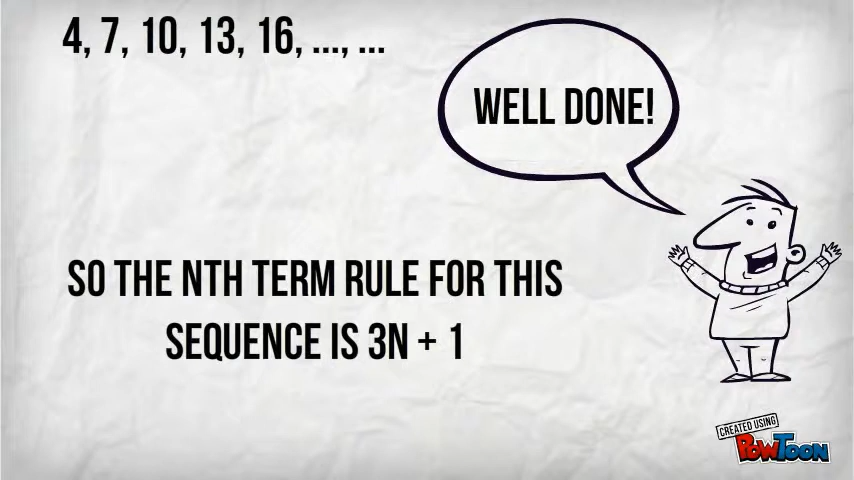 4, 7, 10, 13, 16, ..., ...
WELL DONE!
SO THE NTH TERM RULE FOR THIS
SEQUENCE IS 3N + 1
CREATED USING
POWTOON